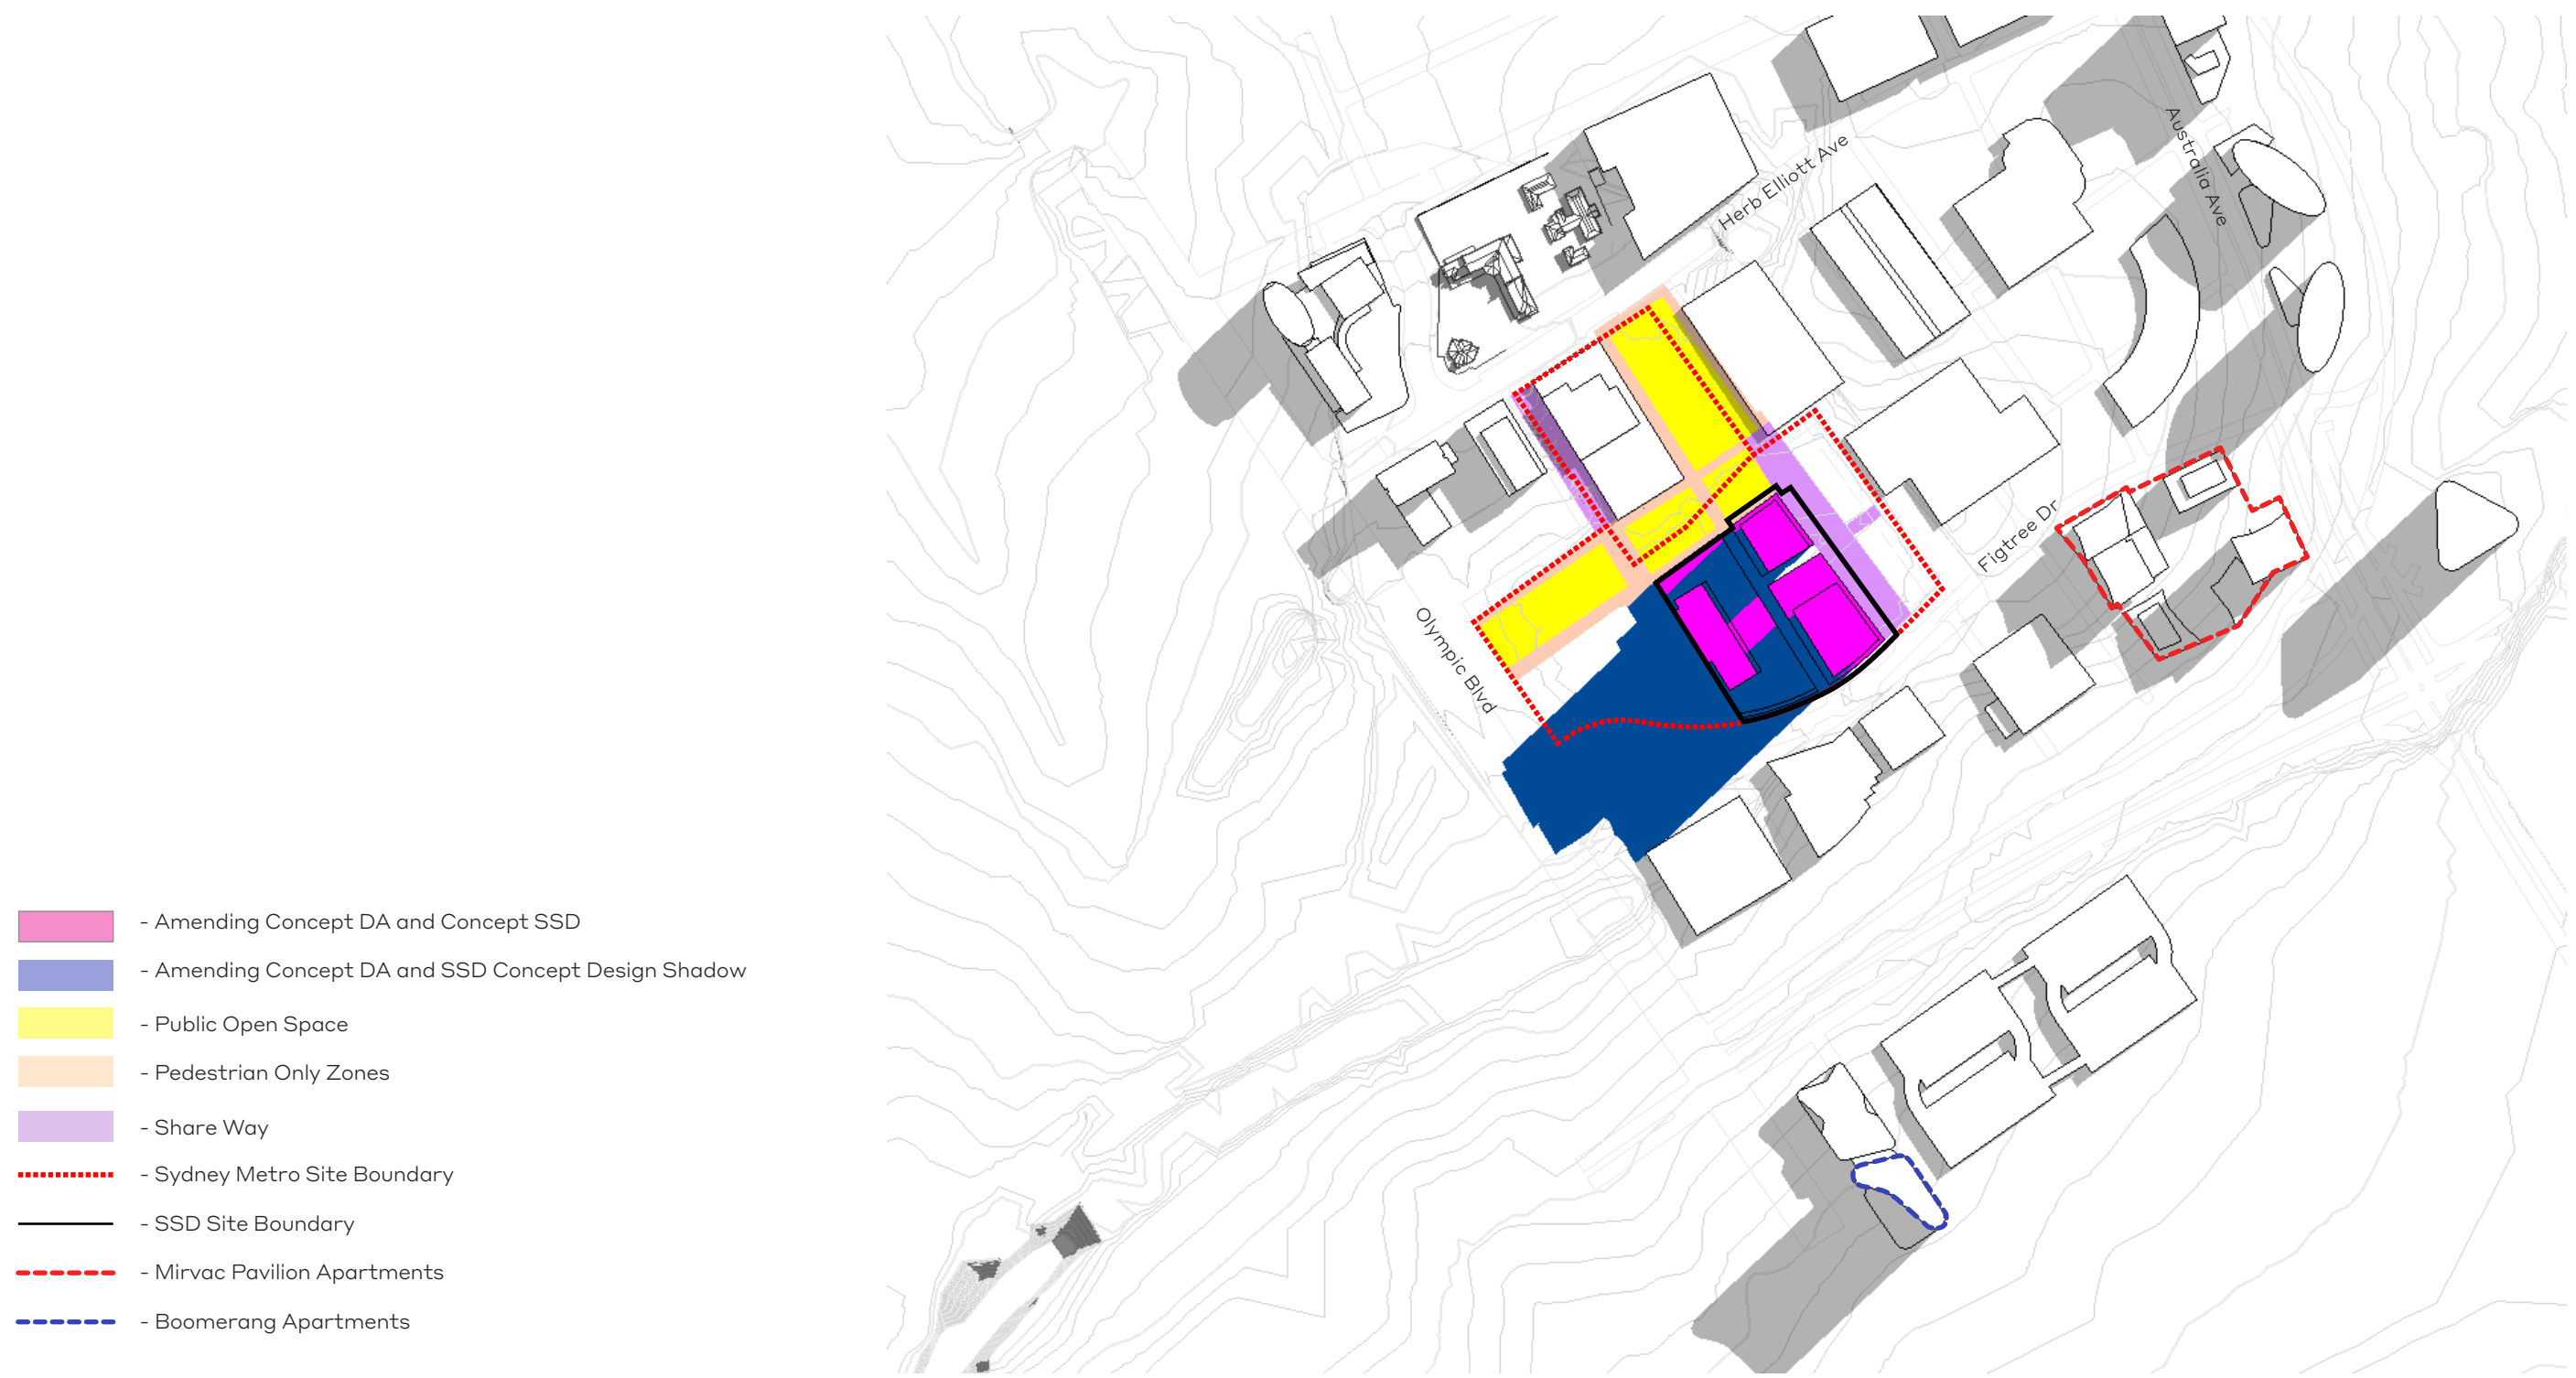 Australia Ave
Herb Elliott Ave
Figtree Dr
Olympic Blvd
- Amending Concept DA and Concept SSD
- Amending Concept DA and SSD Concept Design Shadow
- Public Open Space
- Pedestrian Only Zones
- Share Way
- Sydney Metro Site Boundary
- SSD Site Boundary
- Mirvac Pavilion Apartments
- Boomerang Apartments